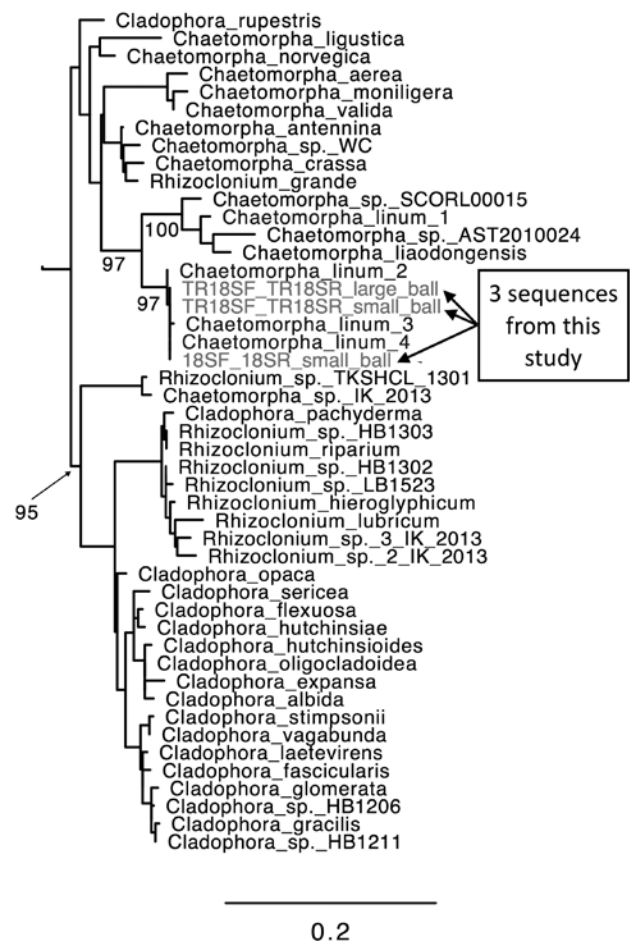 Cladophora_rupestris
Chaetomorpha_ligustica
Chaetomorpha_norvegica
Chaetomorpha_aerea
Chaetomorpha_moniligera
Chaetomorpha_valida
Chaetomorpha_antennina
Chaetomorpha_sp._WC
Chaetomorpha_crassa
Rhizoclonium_grande
Chaetomorpha_sp._SCORL00015
100 Chaetomorpha_linum_1
Chaetomorpha_sp._AST2010024
Chaetomorpha_liaodongensis
97
Chaetomorpha_linum_2
TR18SF_TR18SR_large_ball
97 TR18SF_TR18SR_small_ball
Chaetomorpha_linum_3
Chaetomorpha_linum_4
18SF_18SR_small_ball
3 sequences
from this
study
Rhizoclonium_sp._TKSHCL_1301
Chaetomorpha_sp._IK_2013
Cladophora_pachyderma
Rhizoclonium_sp._HB1303
Rhizoclonium_riparium
Rhizoclonium_sp._HB1302
Rhizoclonium_sp._LB1523
Rhizoclonium_hieroglyphicum
95
Rhizoclonium_lubricum
Rhizoclonium_sp._3_IK_2013
Rhizoclonium_sp._2_IK_2013
Cladophora_opaca
Cladophora_sericea
Cladophora_flexuosa
Cladophora_hutchinsiae
Cladophora_hutchinsioides
Cladophora_oligocladoidea
Cladophora_expansa
Cladophora_albida
Cladophora_stimpsonii
Cladophora_vagabunda
Cladophora_laetevirens
Cladophora_fascicularis
Cladophora_glomerata
Cladophora_sp._HB1206
Cladophora_gracilis
Cladophora_sp._HB1211
0.2